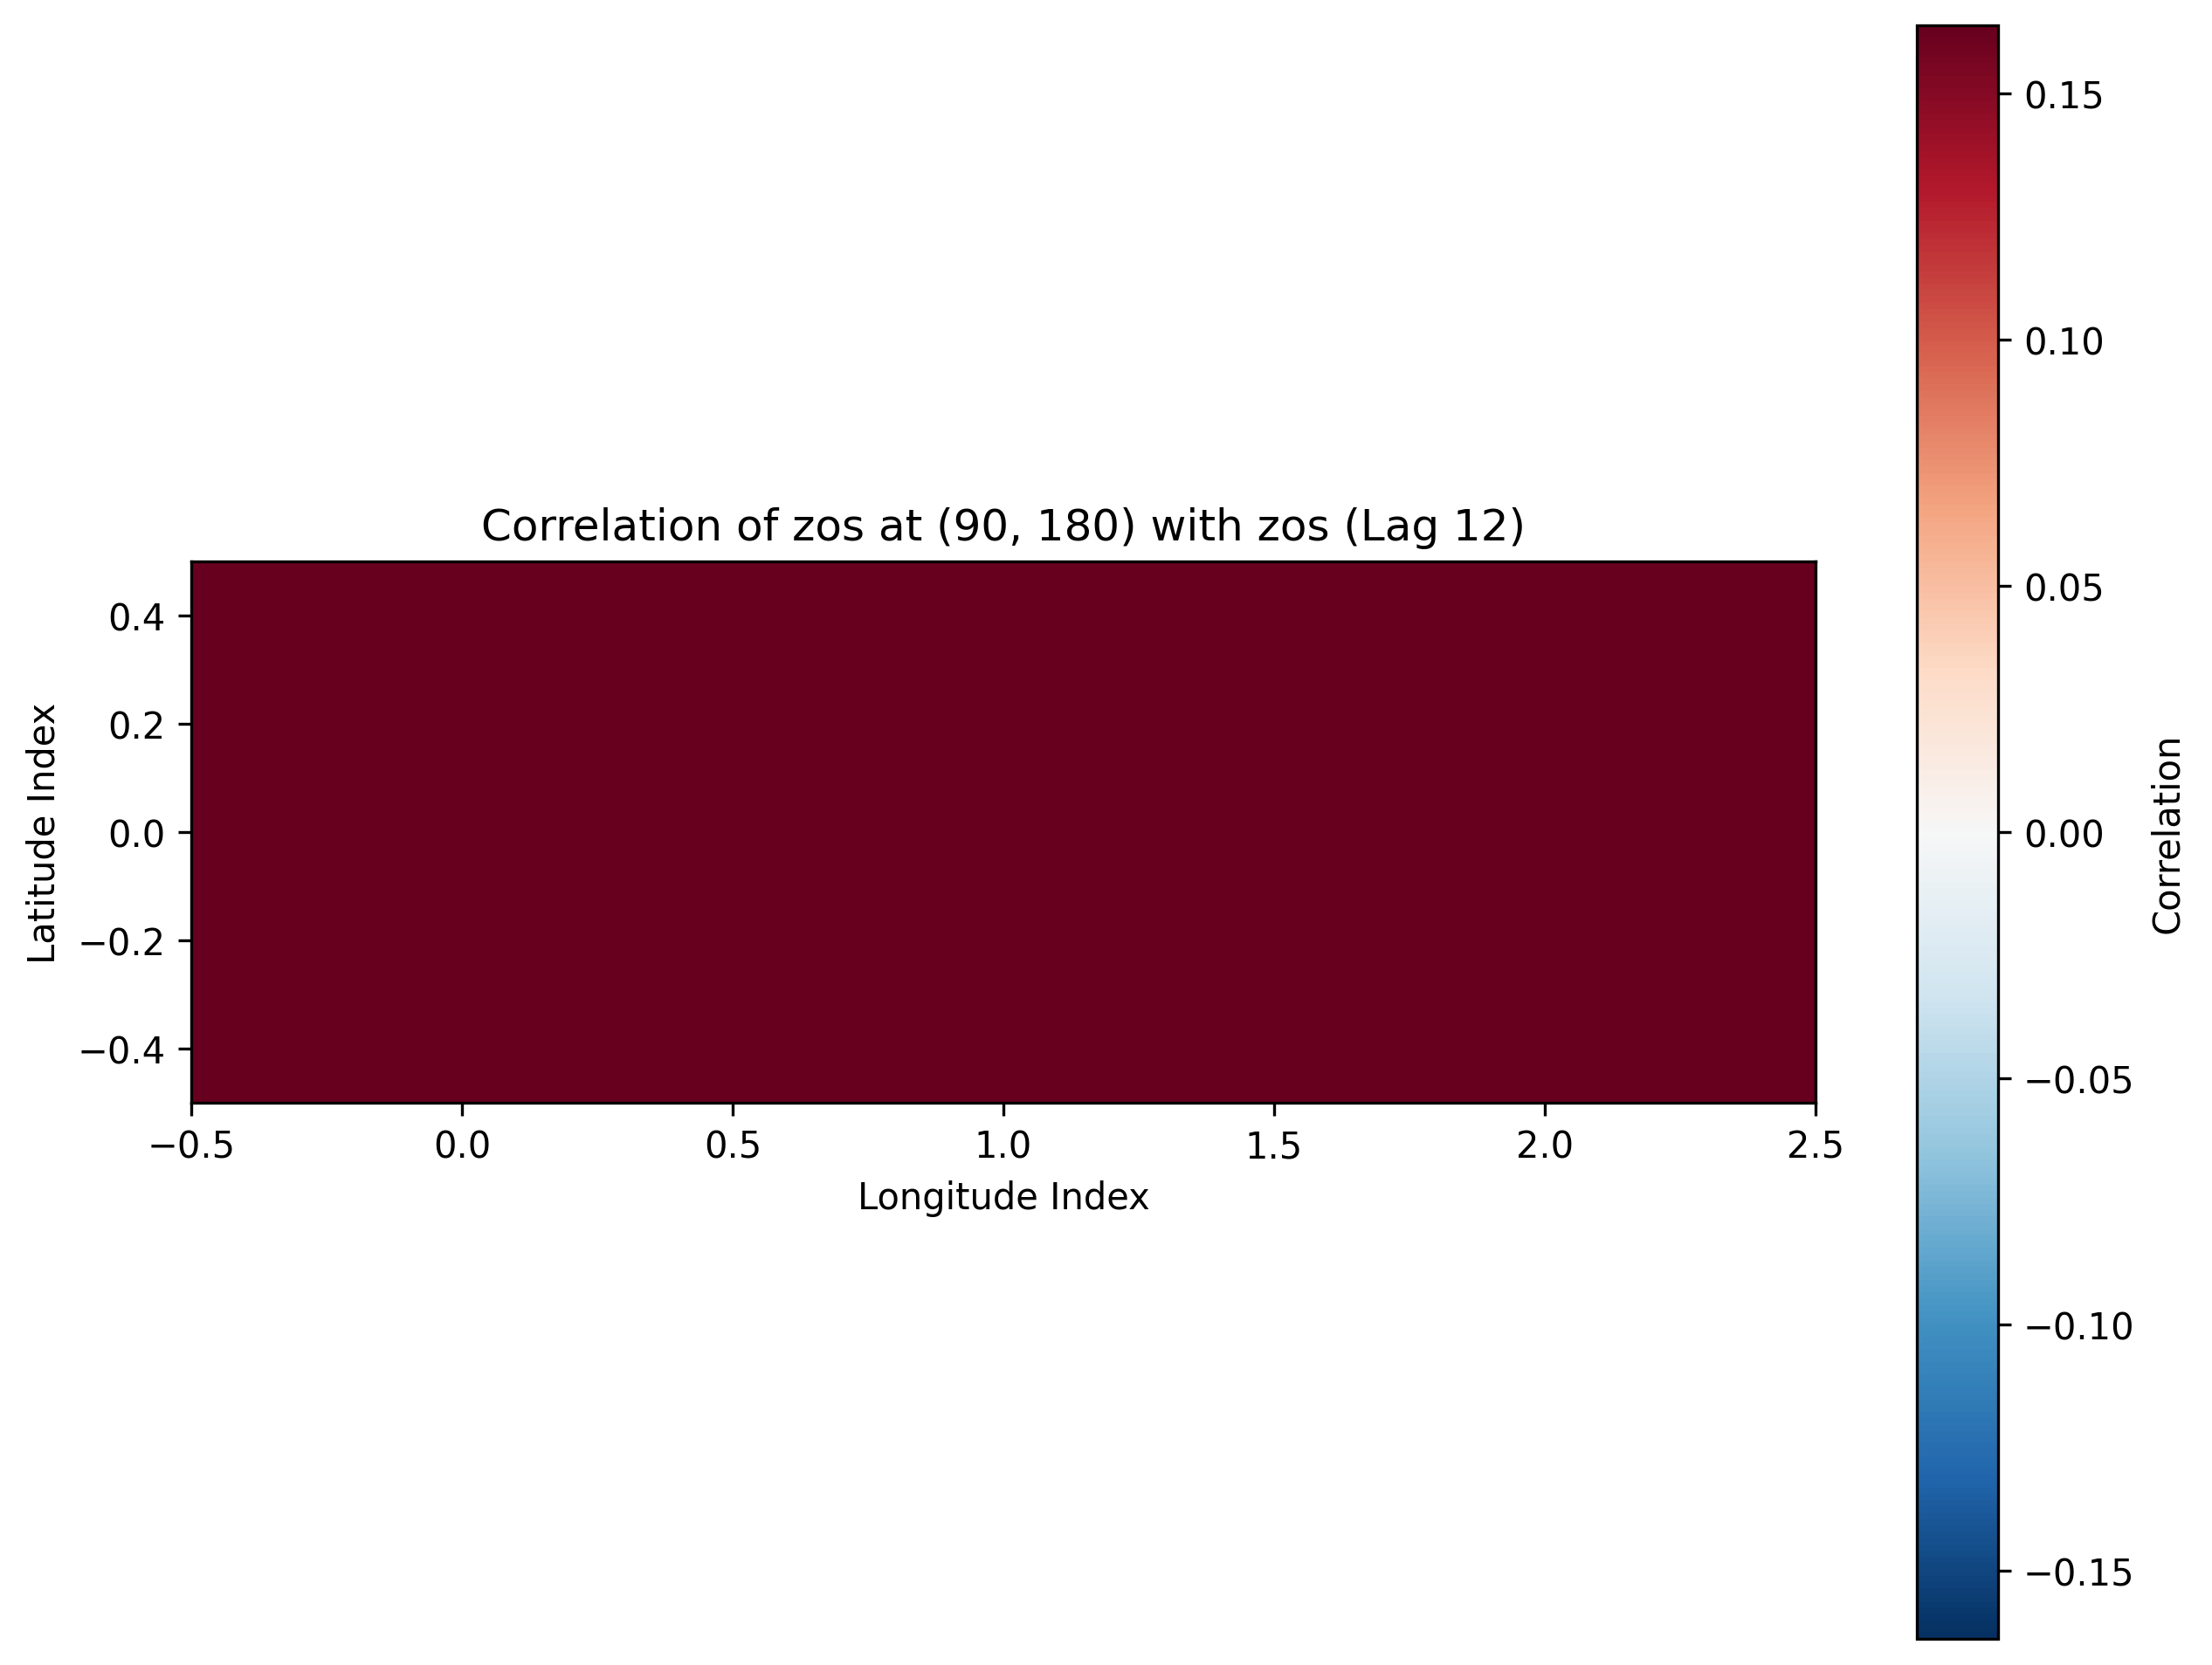 Correlation of zos at (90, 180) with zos (Lag 12)
Latitude Index
0.4
0.2
0.0
−0.2
−0.4
−0.5 0.0 0.5 1.0 1.5 2.0 2.5
Longitude Index
0.15
0.10
0.05
0.00
−0.05
−0.10
−0.15
Correlation